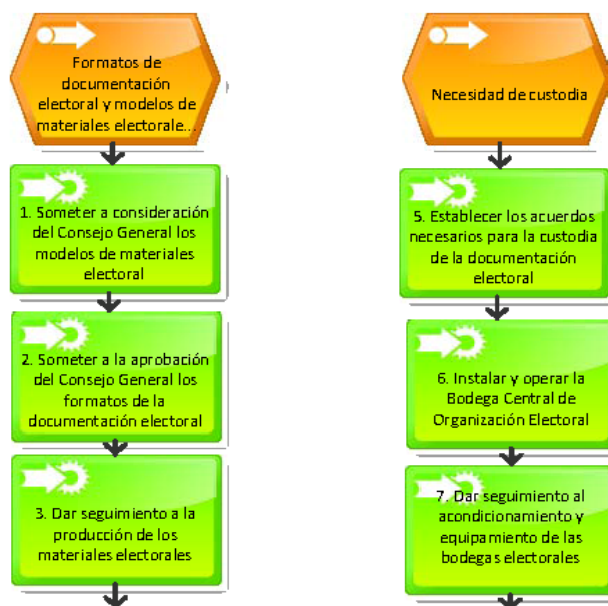 Formatos de
documentación
electoral y modelos de
materiales electorale...
1. Someter a consideración
del Consejo General los
modelos de materiales
electoral
2. Someter a la aprobación
del Consejo General los
formatos de la
documentación electoral
3. Dar seguimiento a la
producción de los
materiales electorales
Necesidad de custodia
5. Establecer los acuerdos
necesarios para la custodia
de la documentación
electoral
6. Instalar y operar la
Bodega Central de
Organización Electoral
7. Dar seguimiento al
acondicionamiento y
equipamiento de las
bodegas electorales